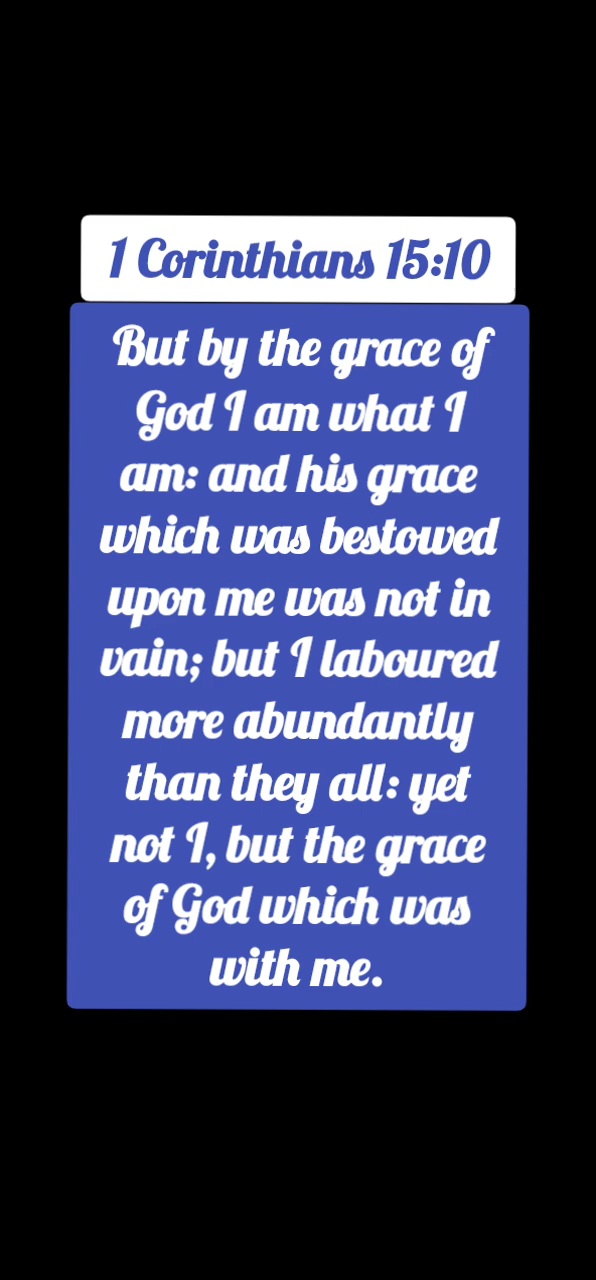 1 Corinthians 15:10
But by the grace of
God I am what I
am: and his grace
which was bestowed
upon me was not in
vain; but I laboured
more abundantly
than they all: yet
not I, but the grace
of God which was
with me.